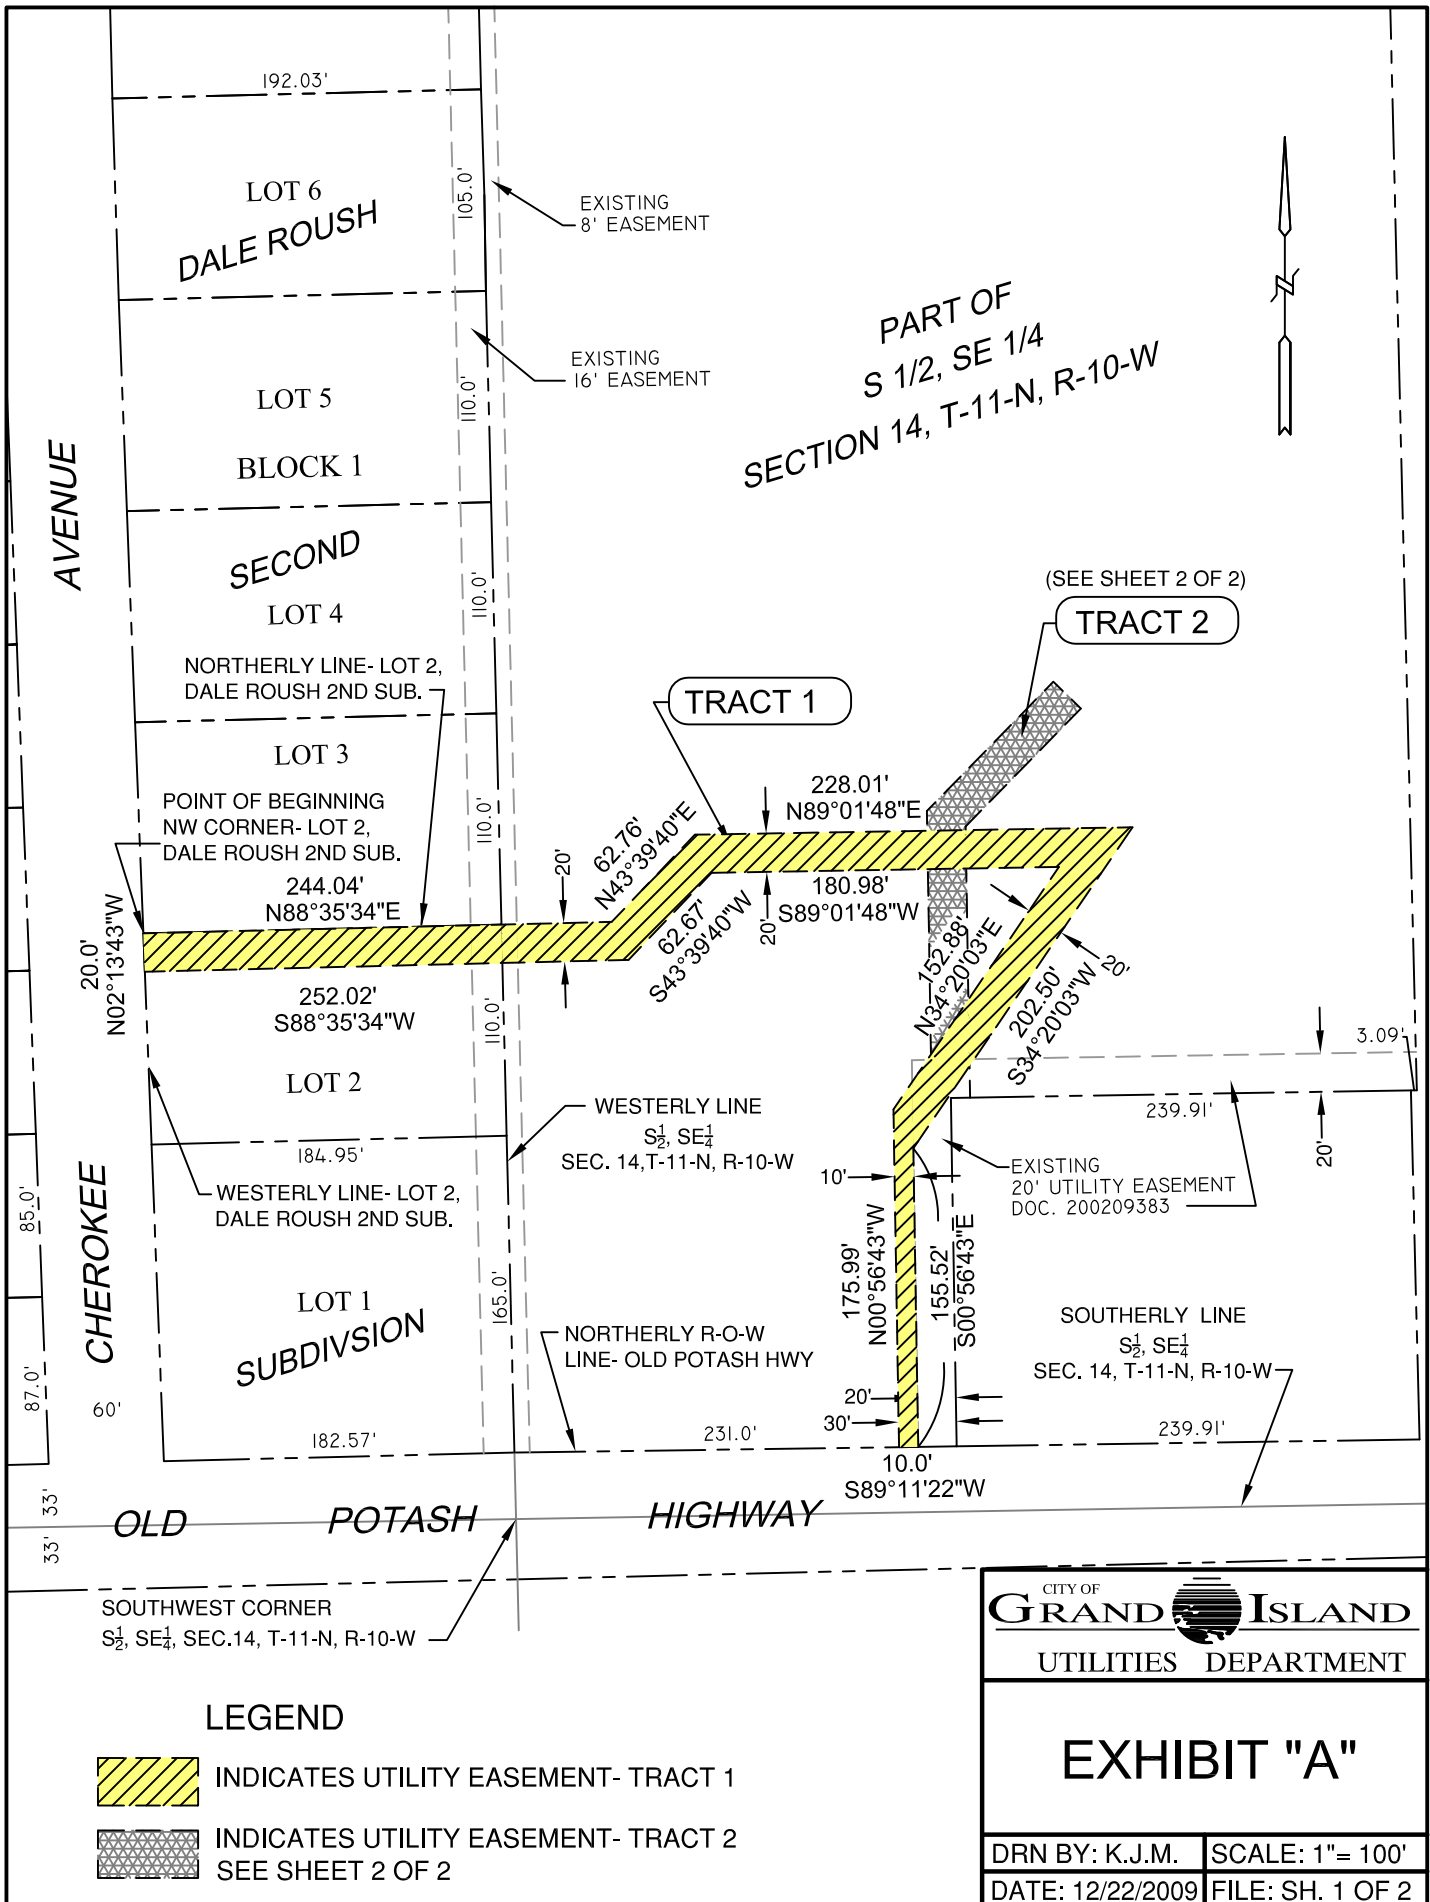 192.03'
LOT 6
DALE ROUSH
105.0'
EXISTING
8' EASEMENT
PART OF
S 1/2, SE 1/4
SECTION 14, T-11-N, R-10-W
EXISTING
16' EASEMENT
LOT 5
110.0'
BLOCK 1
AVENUE
SECOND
LOT 4
110.0'
(SEE SHEET 2 OF 2)
TRACT 2
NORTHERLY LINE- LOT 2,
DALE ROUSH 2ND SUB.
TRACT 1
LOT 3
110.0'
POINT OF BEGINNING
NW CORNER- LOT 2,
DALE ROUSH 2ND SUB.
228.01'
N89°01'48"E
62.76'
N43°39'40"E
20'
244.04'
N88°35'34"E
180.98'
S89°01'48"W
20'
62.67'
S43°39'40"W
152.88'
N34°20'03"E
20'
202.50'
S34°20'03"W
20.0'
N02°13'43"W
252.02'
S88°35'34"W
110.0'
3.09'
LOT 2
239.91'
20'
WESTERLY LINE
S1/2, SE1/4
SEC. 14,T-11-N, R-10-W
184.95'
EXISTING
20' UTILITY EASEMENT
DOC. 200209383
10'
WESTERLY LINE- LOT 2,
DALE ROUSH 2ND SUB.
85.0'
CHEROKEE
175.99'
N00°56'43"W
155.52'
S00°56'43"E
LOT 1
SUBDIVSION
165.0'
SOUTHERLY LINE
S1/2, SE1/4
SEC. 14, T-11-N, R-10-W
NORTHERLY R-O-W
LINE- OLD POTASH HWY
87.0'
60'
20'
30'
182.57'
231.0'
239.91'
10.0'
S89°11'22"W
33'
33'
OLD POTASH HIGHWAY
SOUTHWEST CORNER
S1/2, SE1/4, SEC.14, T-11-N, R-10-W
CITY OF
GRAND ISLAND
UTILITIES DEPARTMENT
LEGEND
INDICATES UTILITY EASEMENT- TRACT 1
INDICATES UTILITY EASEMENT- TRACT 2
SEE SHEET 2 OF 2
EXHIBIT "A"
DRN BY: K.J.M.
SCALE: 1"= 100'
DATE: 12/22/2009
FILE: SH. 1 OF 2